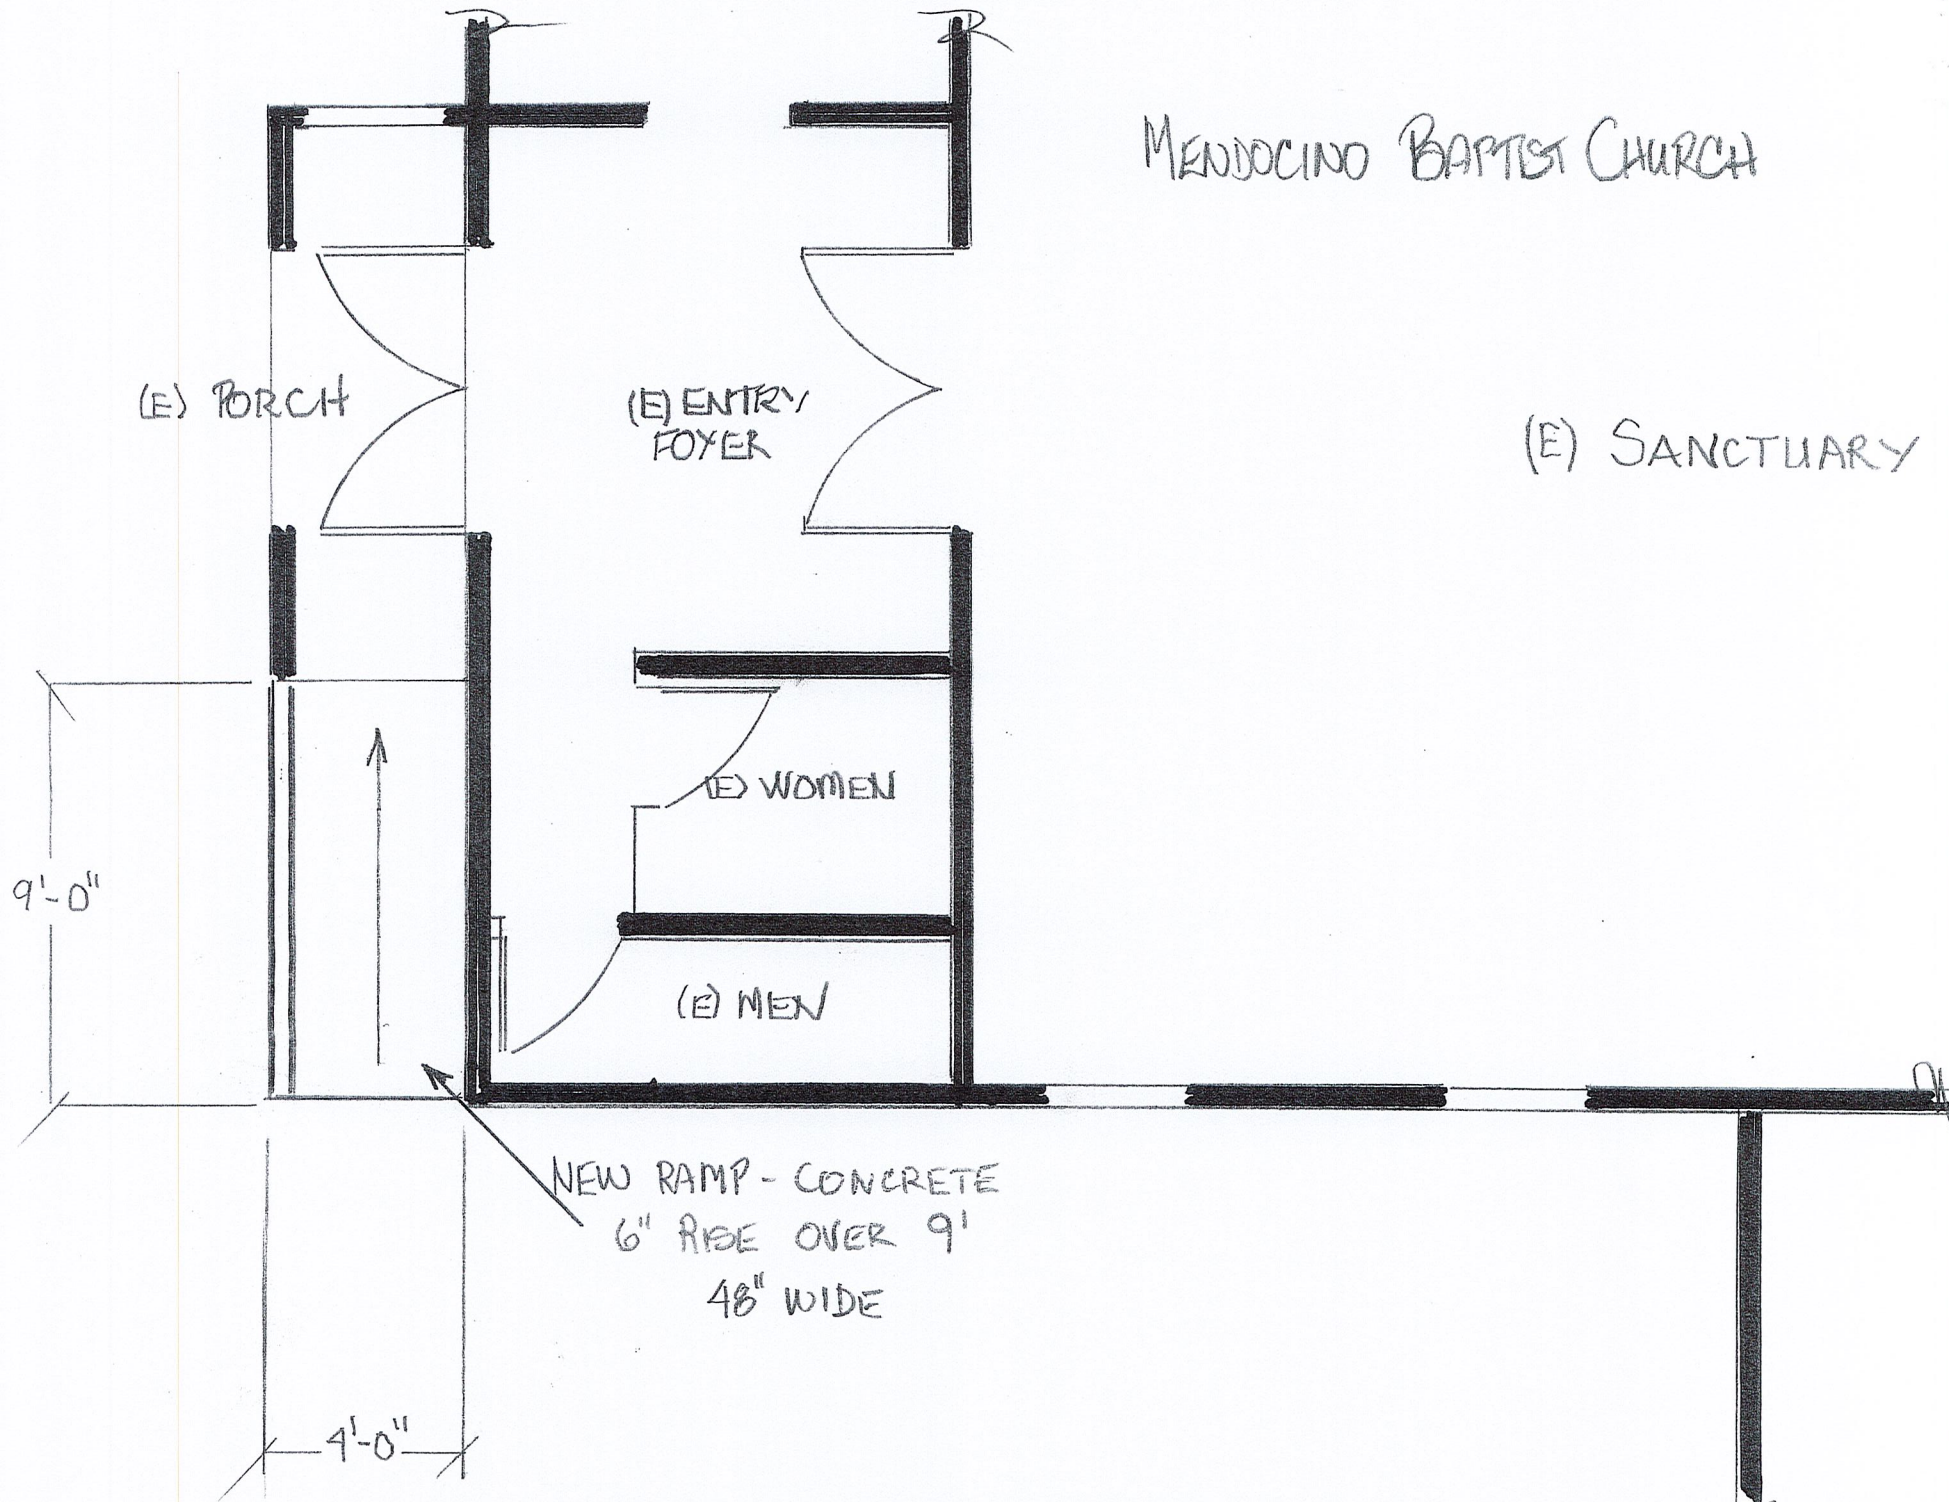 MENDOCINO BAPTIST CHURCH
(E) PORCH
(E) ENTRY
FOYER
(E) SANCTUARY
(E) WOMEN
9'-0"
(E) MEN
NEW RAMP - CONCRETE
6" RISE OVER 9'
48" WIDE
4'-0"